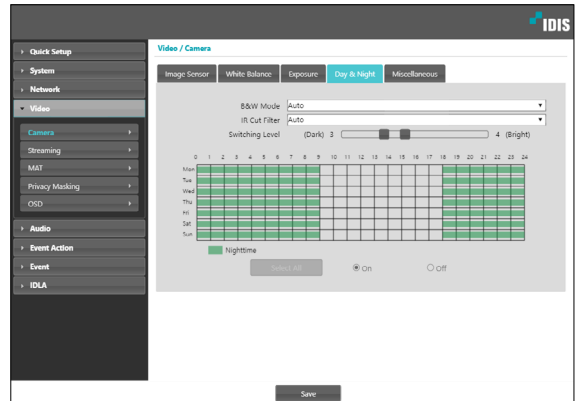 IDIS
Quick Setup
System
Network
Video
Camera
Streaming
MAT
Privacy Masking
OSD
Audio
Event Action
Event
IDLA
Video / Camera
Image Sensor White Balance Exposure Day & Night Miscellaneous
B&W Mode Auto
IR Cut Filter Auto
Switching Level (Dark) 3 4 (Bright)
0 1 2 3 4 5 6 7 8 9 10 11 12 13 14 15 16 17 18 19 20 21 22 23 24
Mon
Tue
Wed
Thu
Fri
Sat
Sun
Nighttime
Select All On Off
Save